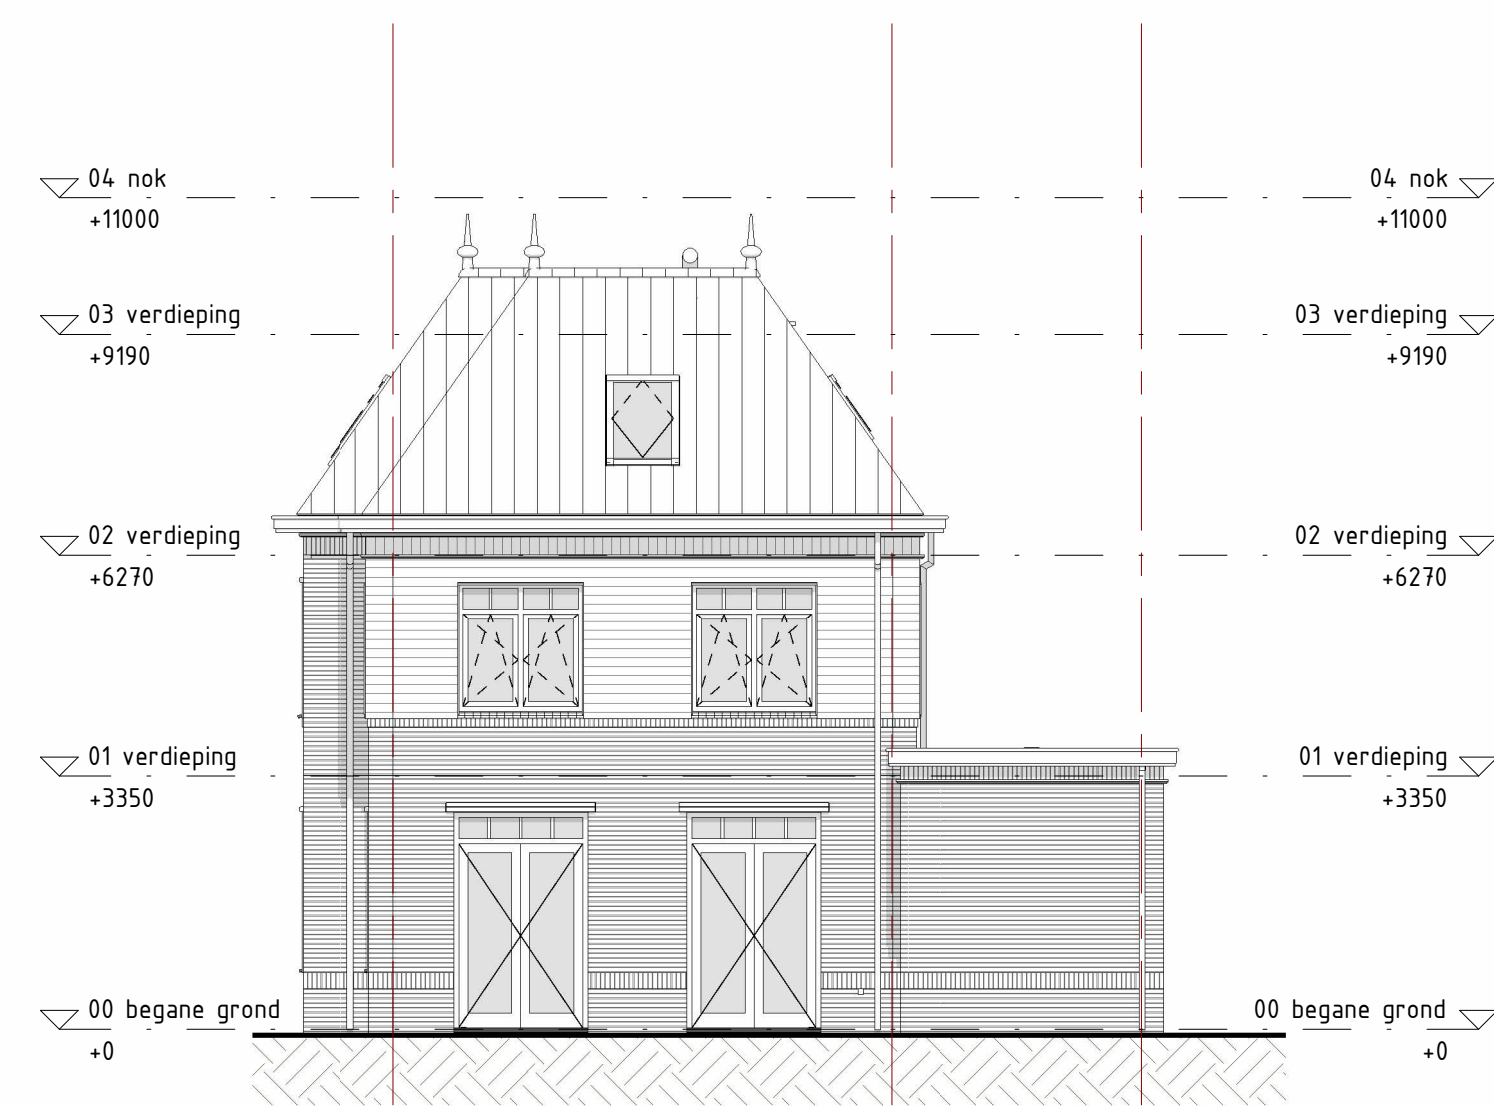 04 nok
04 nok
+11000
+11000
03 verdieping
03 verdieping
+9190
+9190
02 verdieping
02 verdieping
+6270
+6270
01 verdieping
01 verdieping
+3350
+3350
00 begane grond
00 begane grond
+0
+0